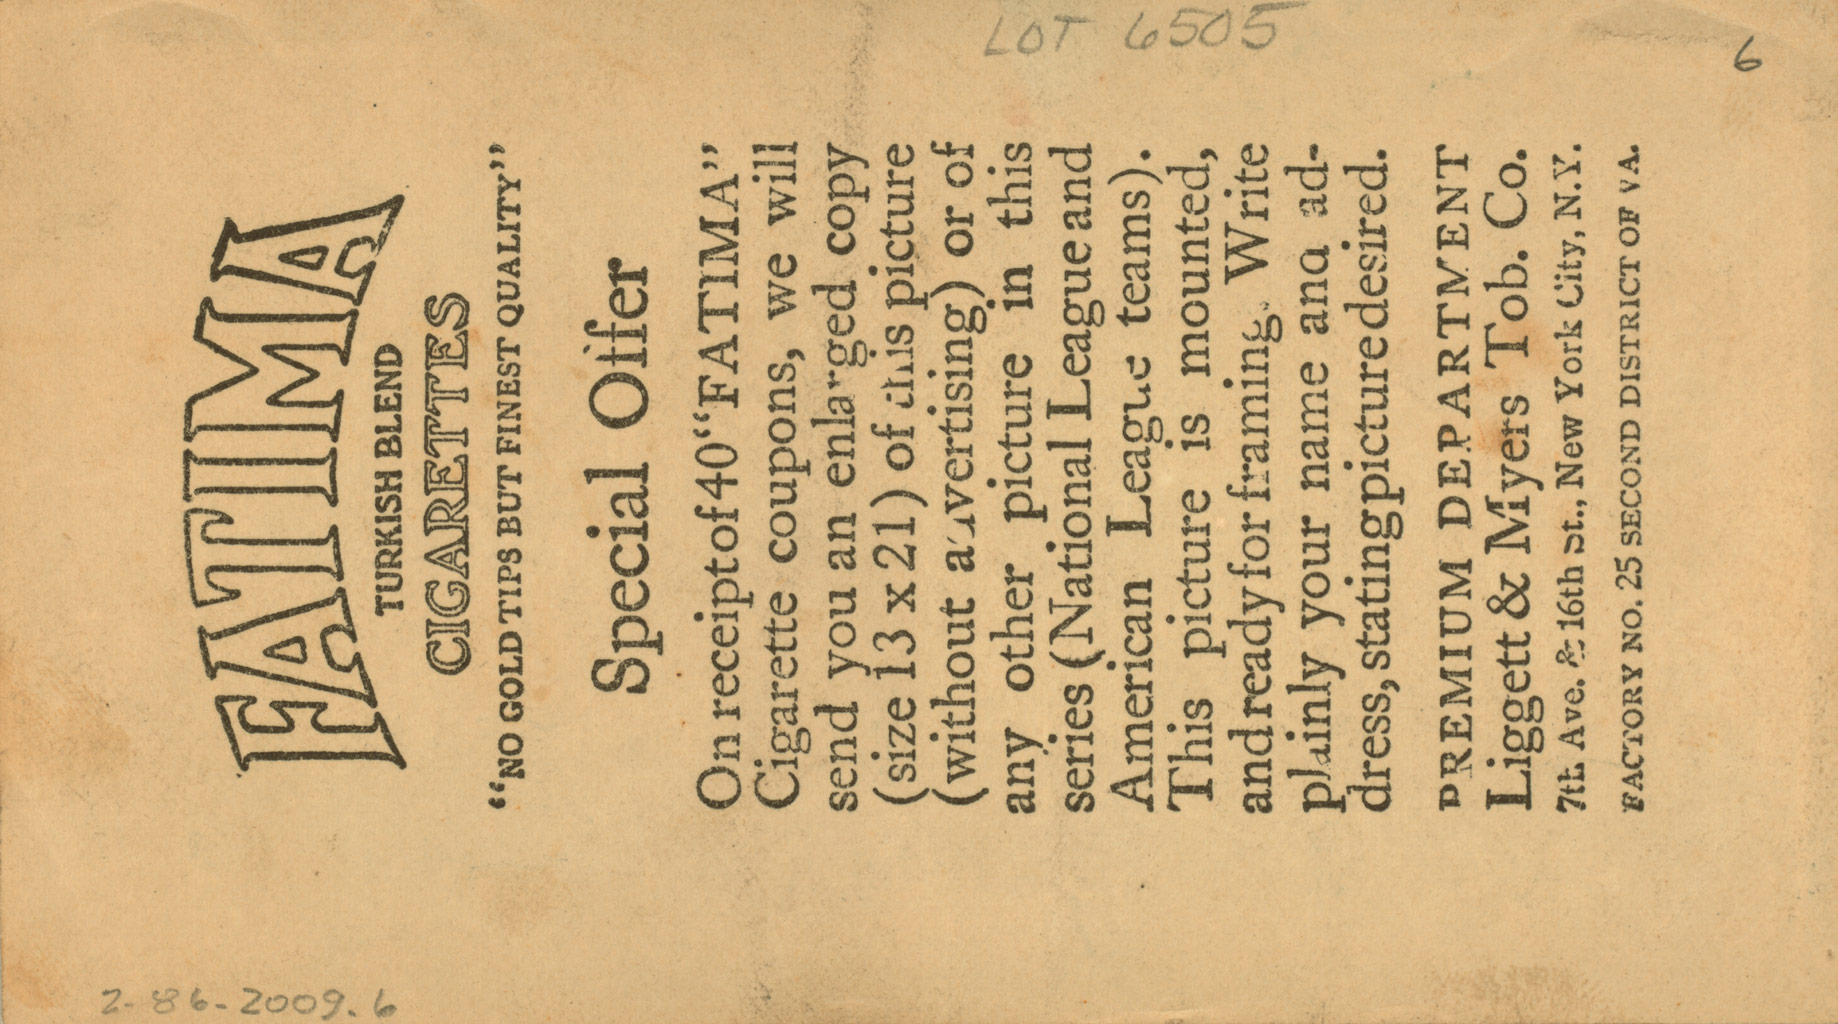 LOT 6505
6
FATIMA
TURKISH BLEND
CIGARETTES
"NO GOLD TIPS BUT FINEST QUALITY"
Special Offer
On receipt of 40 "FATIMA"
Cigarette coupons, we will
send you an enlarged copy
(size 13 x 21) of this picture
(without advertising) or of
any other picture in this
series (National League and
American League teams).
This picture is mounted,
and ready for framing. Write
plainly your name and ad-
dress, stating picture desired.
PREMIUM DEPARTMENT
Liggett & Myers Tob. Co.
7th Ave. & 16th St., New York City, N.Y.
FACTORY NO. 25 SECOND DISTRICT OF VA.
2-86-2009.6